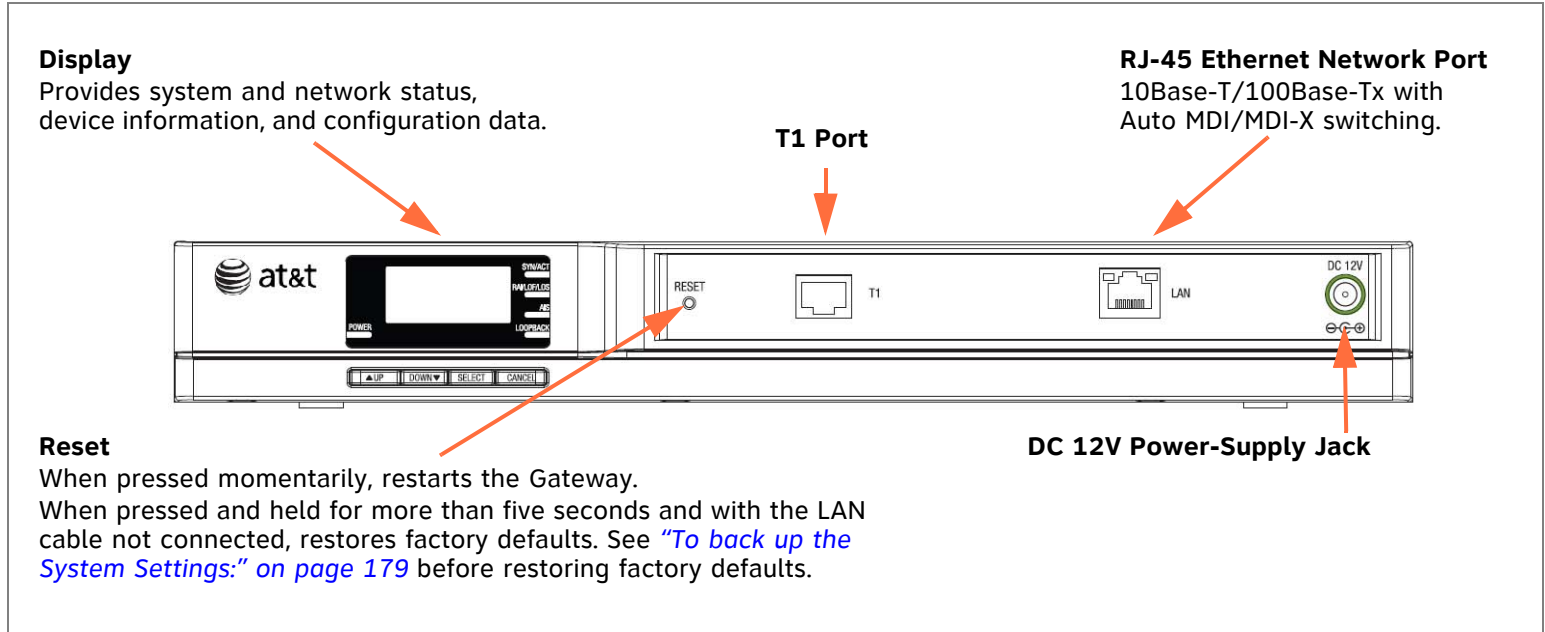 Display
Provides system and network status,
device information, and configuration data.
T1 Port
RJ-45 Ethernet Network Port
10Base-T/100Base-Tx with
Auto MDI/MDI-X switching.
at&t
SYN/ACT
RAI/LOF/LOS
AIS
LOOPBACK
POWER
▲UP
DOWN▼
SELECT
CANCEL
RESET
T1
LAN
DC 12V
Reset
When pressed momentarily, restarts the Gateway.
When pressed and held for more than five seconds and with the LAN
cable not connected, restores factory defaults. See “To back up the
System Settings:” on page 179 before restoring factory defaults.
DC 12V Power-Supply Jack